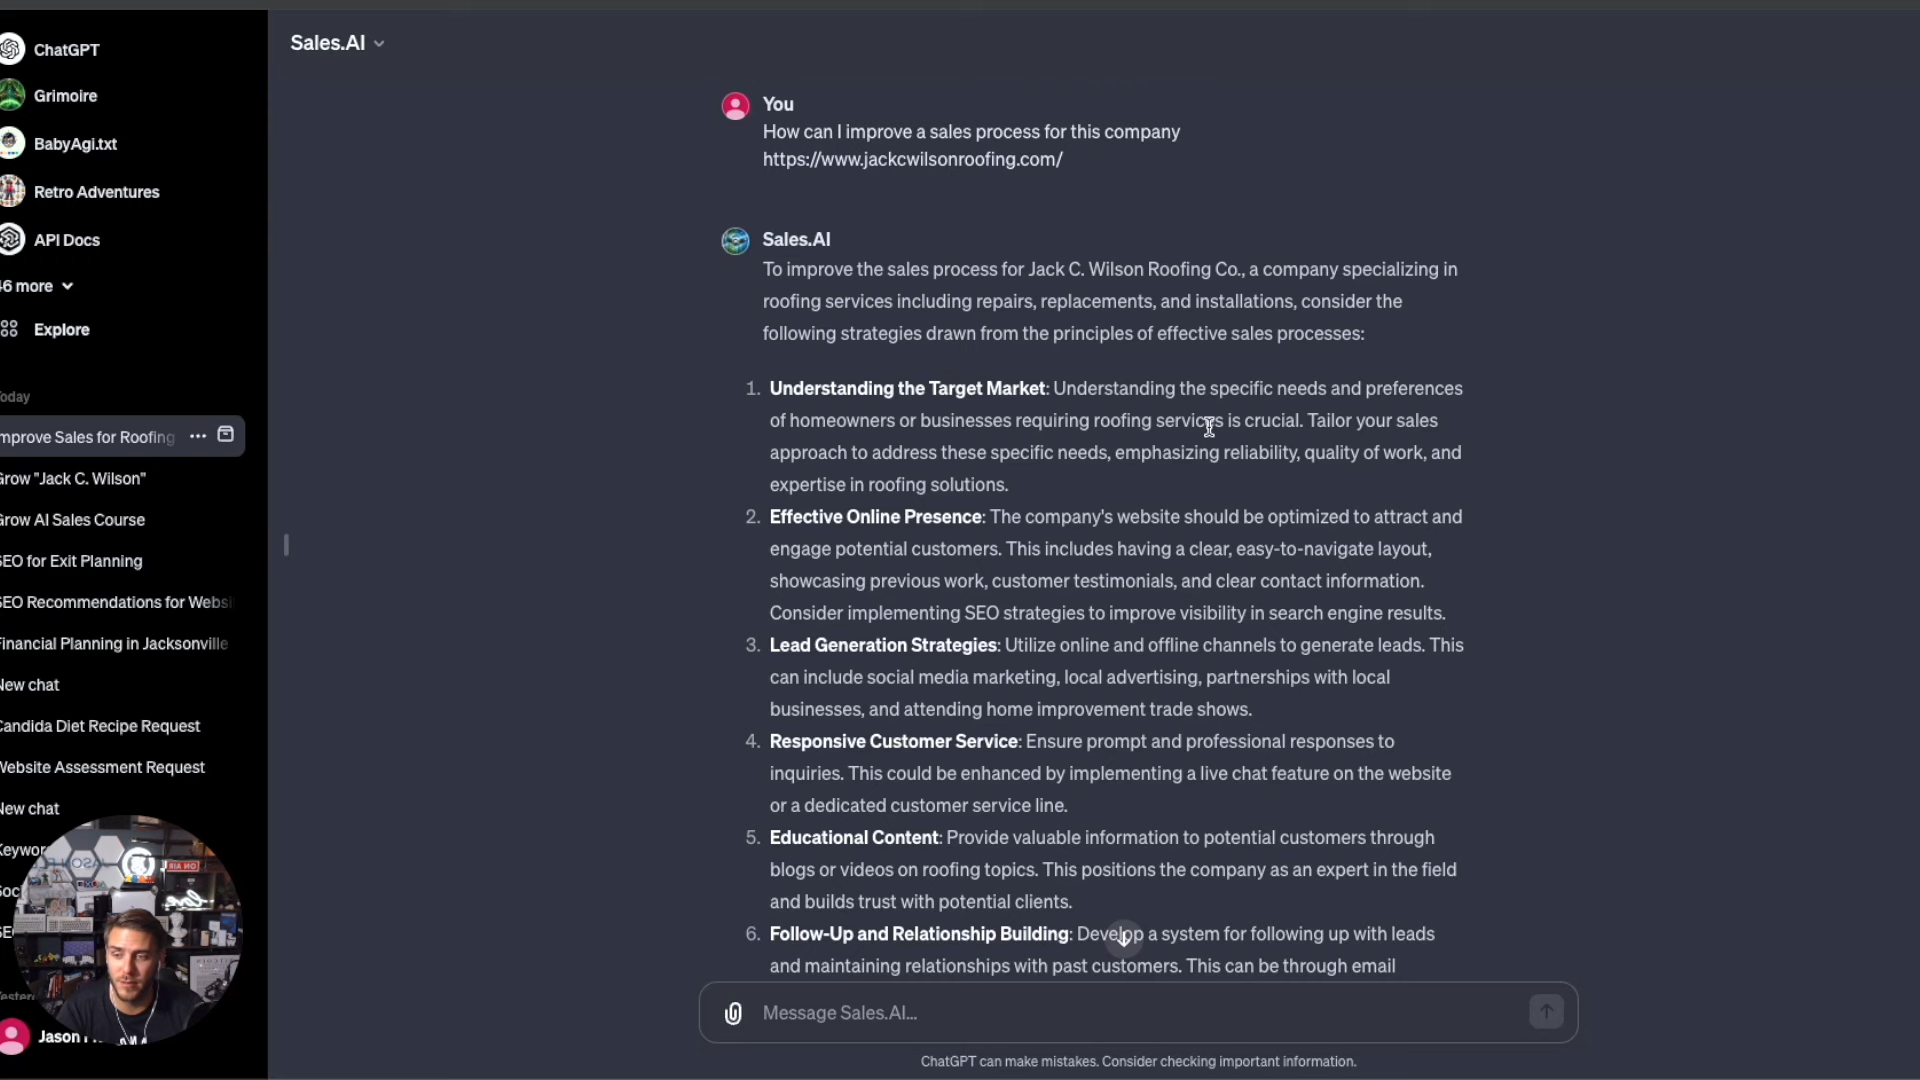 ChatGPT
Grimoire
BabyAgi.txt
Retro Adventures
API Docs
46 more
Explore
Today
Improve Sales for Roofing
Grow "Jack C. Wilson"
Grow AI Sales Course
SEO for Exit Planning
SEO Recommendations for Websi
Financial Planning in Jacksonville
New chat
Candida Diet Recipe Request
Website Assessment Request
New chat
ON AIR
Jason
Sales.AI
You
How can I improve a sales process for this company
https://www.jackcwilsonroofing.com/
Sales.AI
To improve the sales process for Jack C. Wilson Roofing Co., a company specializing in
roofing services including repairs, replacements, and installations, consider the
following strategies drawn from the principles of effective sales processes:
1. Understanding the Target Market: Understanding the specific needs and preferences
of homeowners or businesses requiring roofing services is crucial. Tailor your sales
approach to address these specific needs, emphasizing reliability, quality of work, and
expertise in roofing solutions.
2. Effective Online Presence: The company's website should be optimized to attract and
engage potential customers. This includes having a clear, easy-to-navigate layout,
showcasing previous work, customer testimonials, and clear contact information.
Consider implementing SEO strategies to improve visibility in search engine results.
3. Lead Generation Strategies: Utilize online and offline channels to generate leads. This
can include social media marketing, local advertising, partnerships with local
businesses, and attending home improvement trade shows.
4. Responsive Customer Service: Ensure prompt and professional responses to
inquiries. This could be enhanced by implementing a live chat feature on the website
or a dedicated customer service line.
5. Educational Content: Provide valuable information to potential customers through
blogs or videos on roofing topics. This positions the company as an expert in the field
and builds trust with potential clients.
6. Follow-Up and Relationship Building: Develop a system for following up with leads
and maintaining relationships with past customers. This can be through email
Message Sales.AI...
ChatGPT can make mistakes. Consider checking important information.